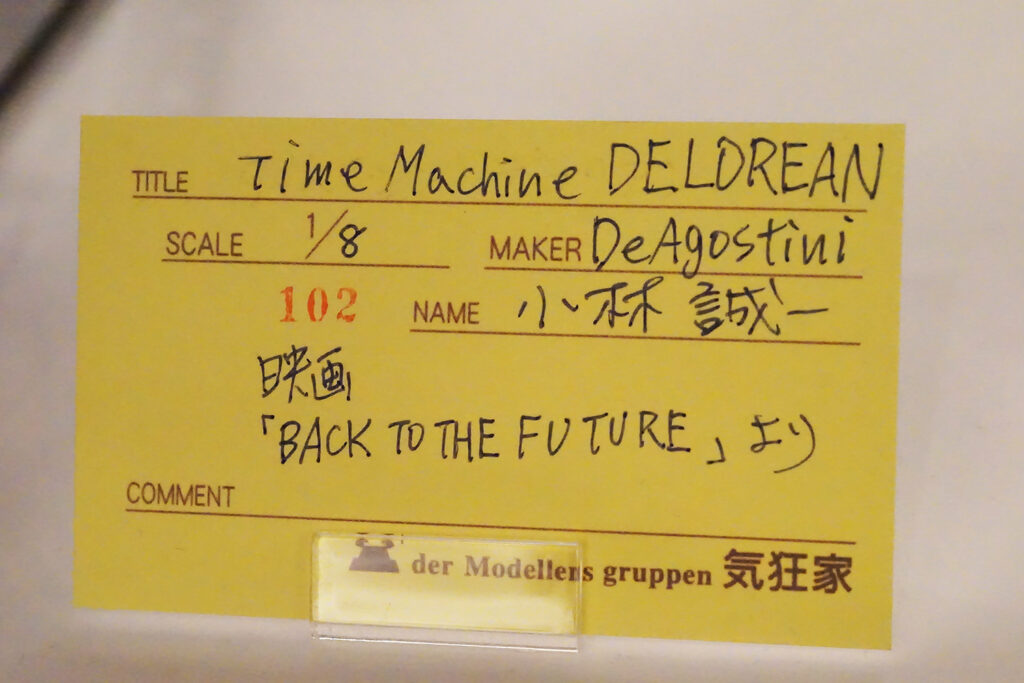 TITLE Time Machine DELOREAN
SCALE 1/8 MAKER DeAgostini
102 NAME 小林 誠一
映画
「BACK TO THE FUTURE」より
COMMENT
der Modellers gruppen 気狂家